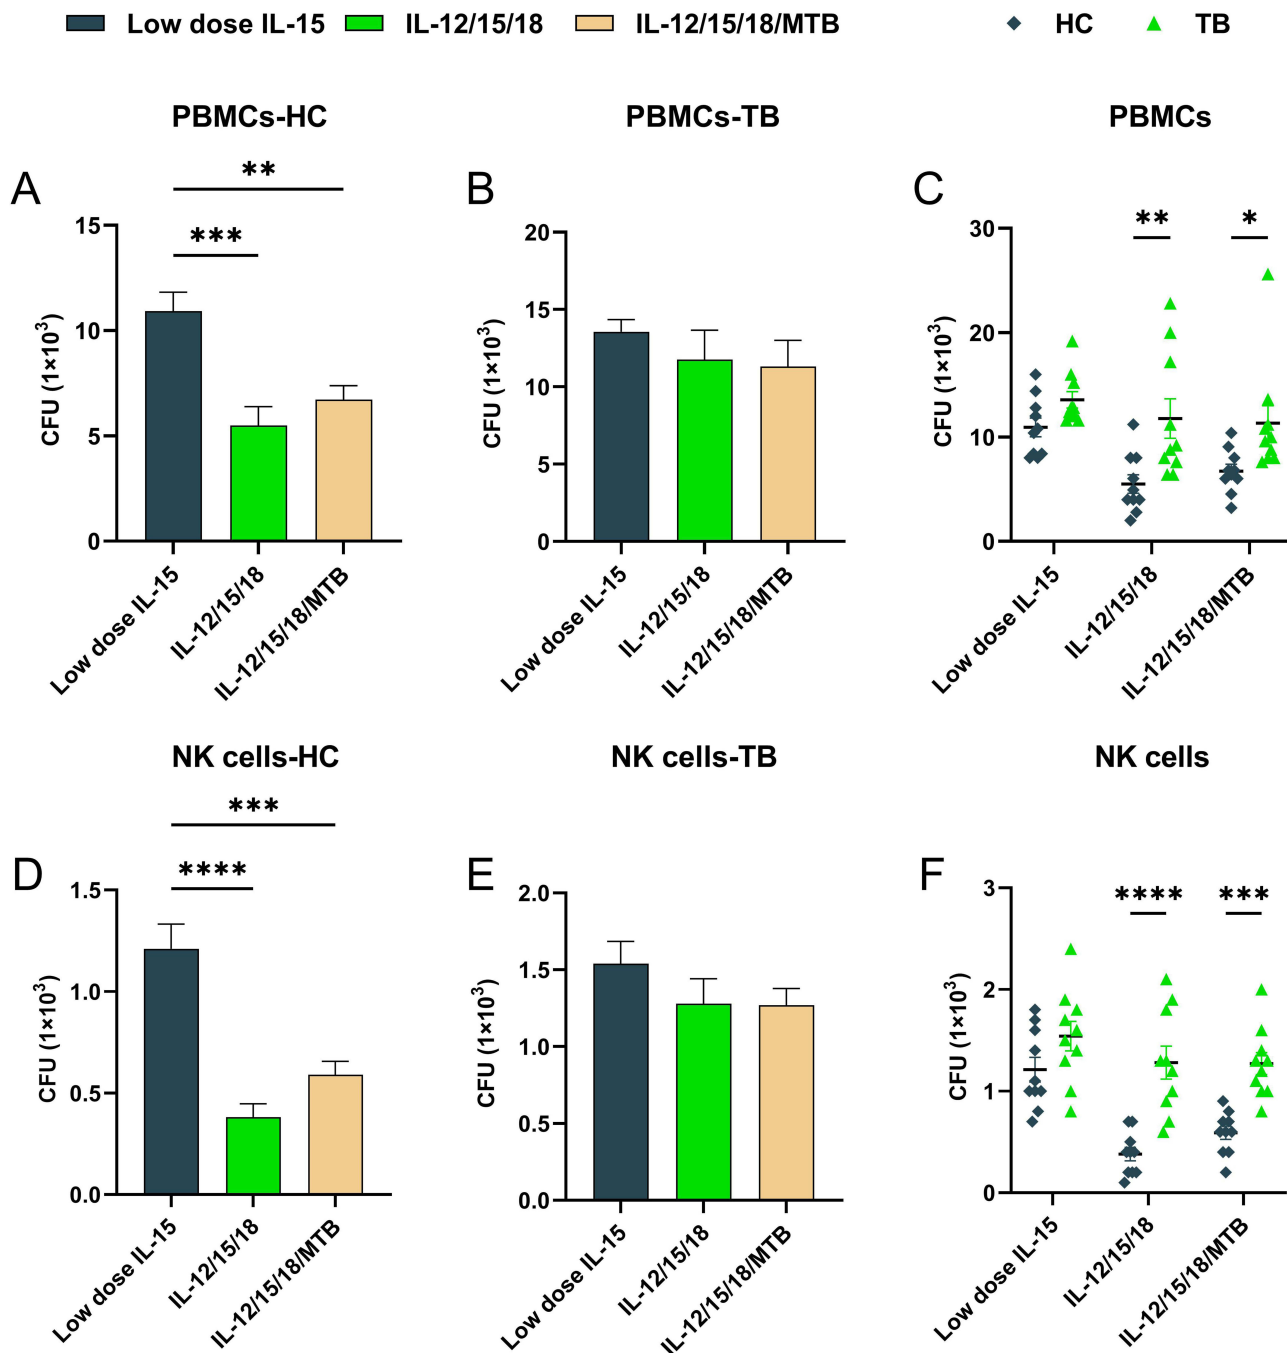 Low dose IL-15 IL-12/15/18 IL-12/15/18/MTB HC TB
PBMCs-HC PBMCs-TB PBMCs
A
**
***
CFU (1×10³)
15
10
5
0
Low dose IL-15
IL-12/15/18
IL-12/15/18/MTB
B
CFU (1×10³)
20
15
10
5
0
Low dose IL-15
IL-12/15/18
IL-12/15/18/MTB
C
** *
CFU (1×10³)
30
20
10
0
Low dose IL-15
IL-12/15/18
IL-12/15/18/MTB
NK cells-HC NK cells-TB NK cells
D
***
****
CFU (1×10³)
1.5
1.0
0.5
0.0
Low dose IL-15
IL-12/15/18
IL-12/15/18/MTB
E
CFU (1×10³)
2.0
1.5
1.0
0.5
0.0
Low dose IL-15
IL-12/15/18
IL-12/15/18/MTB
F
**** ***
CFU (1×10³)
3
2
1
0
Low dose IL-15
IL-12/15/18
IL-12/15/18/MTB